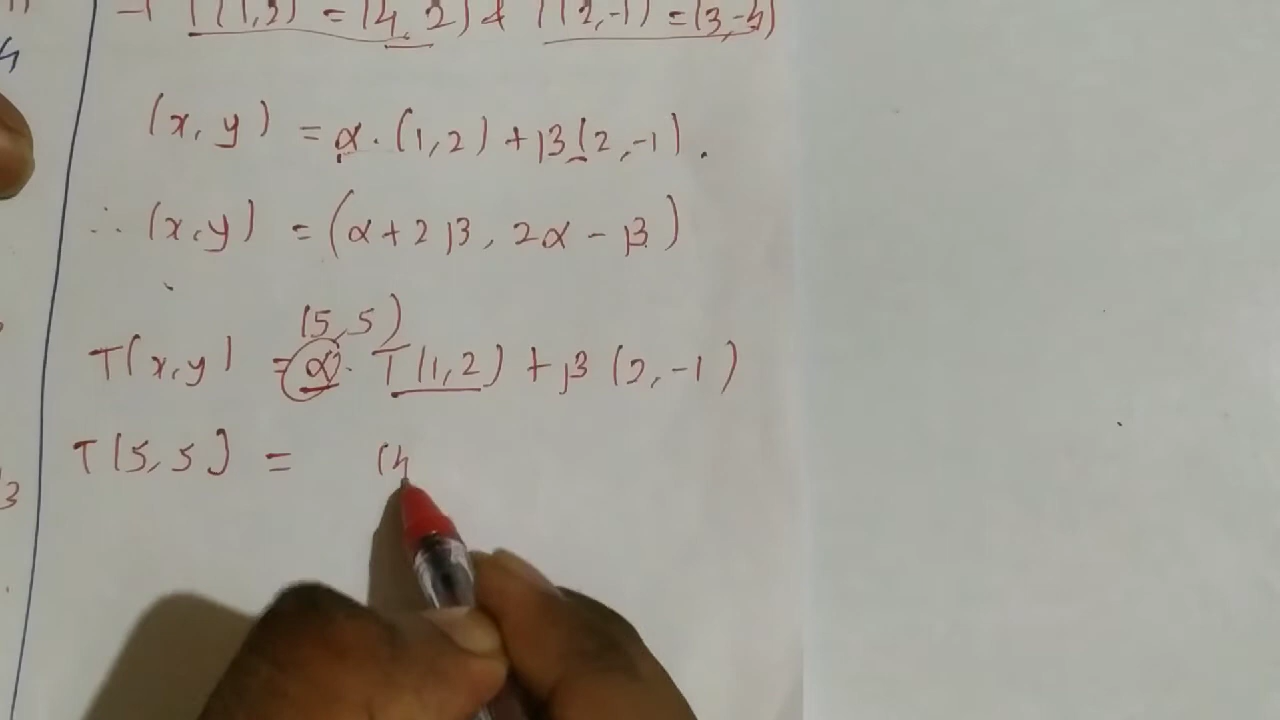 T(1,2) = (4,2) & T(2,-1) = (3,-4)
(x,y) = α.(1,2) + β(2,-1).
∴ (x,y) = (α+2β, 2α-β)
(5,5)
T(x,y) = α. T(1,2) + β(2,-1)
T(5,5) = (4